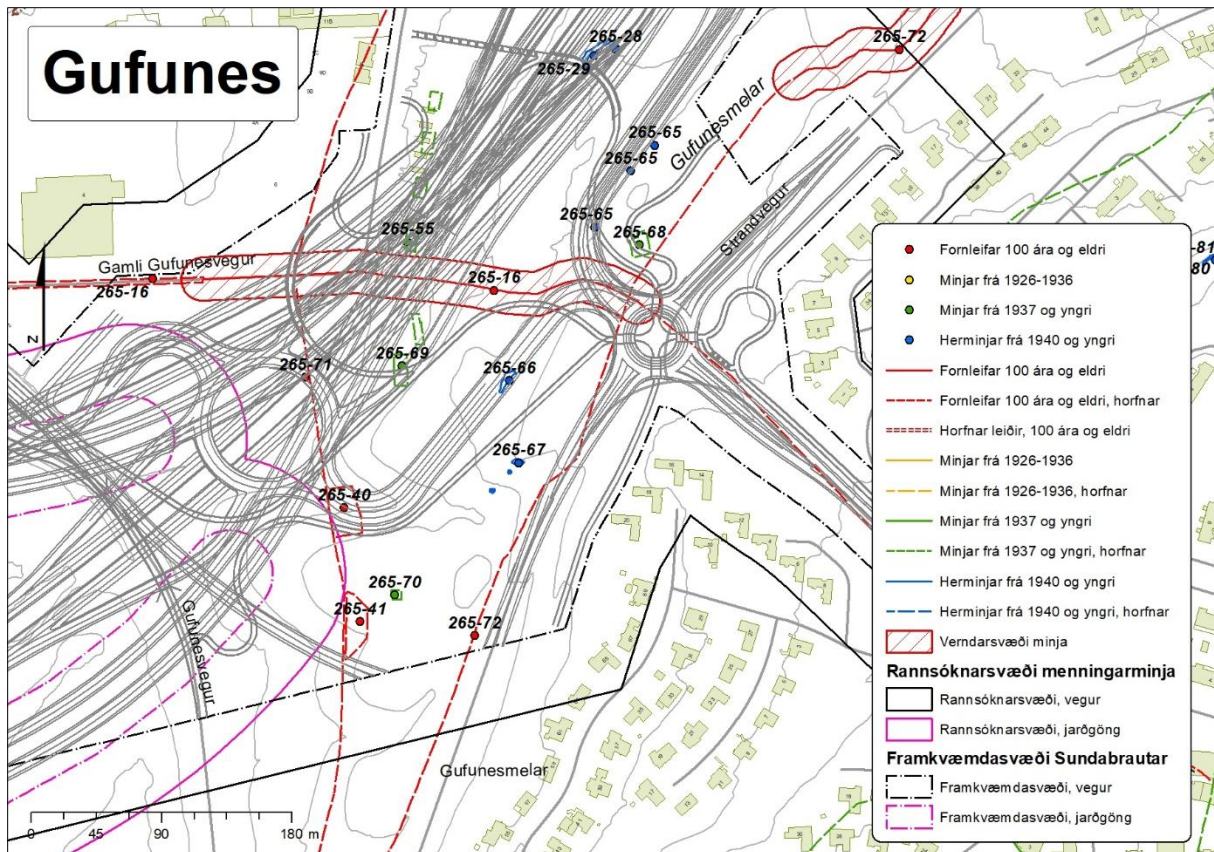 Gufunes
265-28
265-29
265-72
265-65
Gufunesmelar
265-65
265-65
265-68
Strandvegur
265-55
Gamli Gufunesvegur
265-16
265-16
-81
80
N
265-71
265-69
265-66
265-67
265-40
265-70
265-41
265-72
Gufunesvegur
Gufunesmelar
0 45 90 180 m
Fornleifar 100 ára og eldri
Minjar frá 1926-1936
Minjar frá 1937 og yngri
Herminjar frá 1940 og yngri
Fornleifar 100 ára og eldri
Fornleifar 100 ára og eldri, horfnar
Horfnar leiðir, 100 ára og eldri
Minjar frá 1926-1936
Minjar frá 1926-1936, horfnar
Minjar frá 1937 og yngri
Minjar frá 1937 og yngri, horfnar
Herminjar frá 1940 og yngri
Herminjar frá 1940 og yngri, horfnar
Verndarsvæði minja
Rannsóknarsvæði menningarminja
Rannsóknarsvæði, vegur
Rannsóknarsvæði, jarðgöng
Framkvæmdasvæði Sundabrautar
Framkvæmdasvæði, vegur
Framkvæmdasvæði, jarðgöng